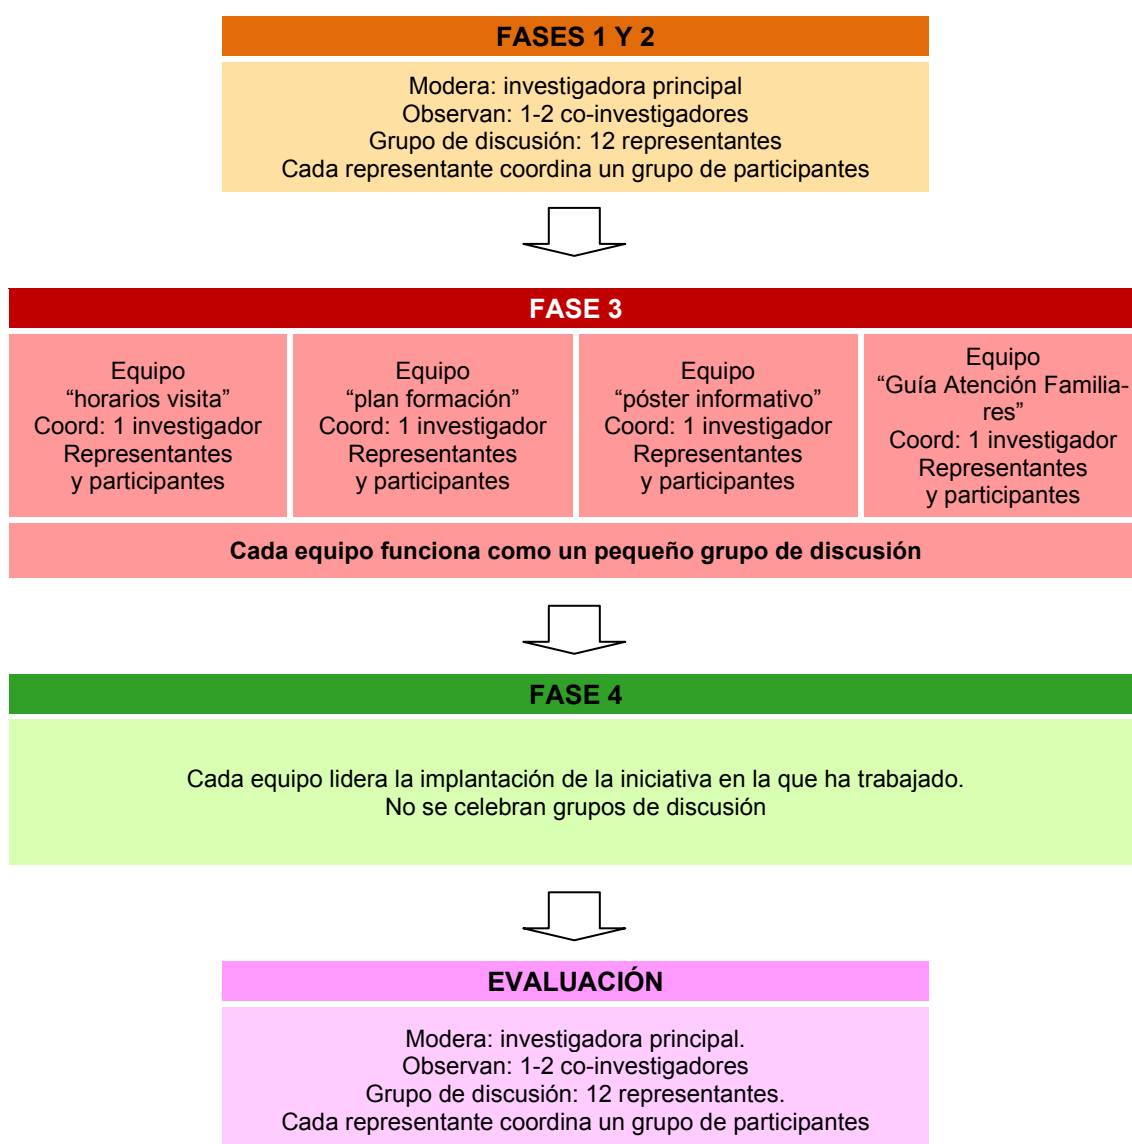 FASES 1 Y 2
Modera: investigadora principal
Observan: 1-2 co-investigadores
Grupo de discusión: 12 representantes
Cada representante coordina un grupo de participantes
FASE 3
Equipo
“horarios visita”
Coord: 1 investigador
Representantes
y participantes
Equipo
“plan formación”
Coord: 1 investigador
Representantes
y participantes
Equipo
“póster informativo”
Coord: 1 investigador
Representantes
y participantes
Equipo
“Guía Atención Familia-
res”
Coord: 1 investigador
Representantes
y participantes
Cada equipo funciona como un pequeño grupo de discusión
FASE 4
Cada equipo lidera la implantación de la iniciativa en la que ha trabajado.
No se celebran grupos de discusión
EVALUACIÓN
Modera: investigadora principal.
Observan: 1-2 co-investigadores
Grupo de discusión: 12 representantes.
Cada representante coordina un grupo de participantes